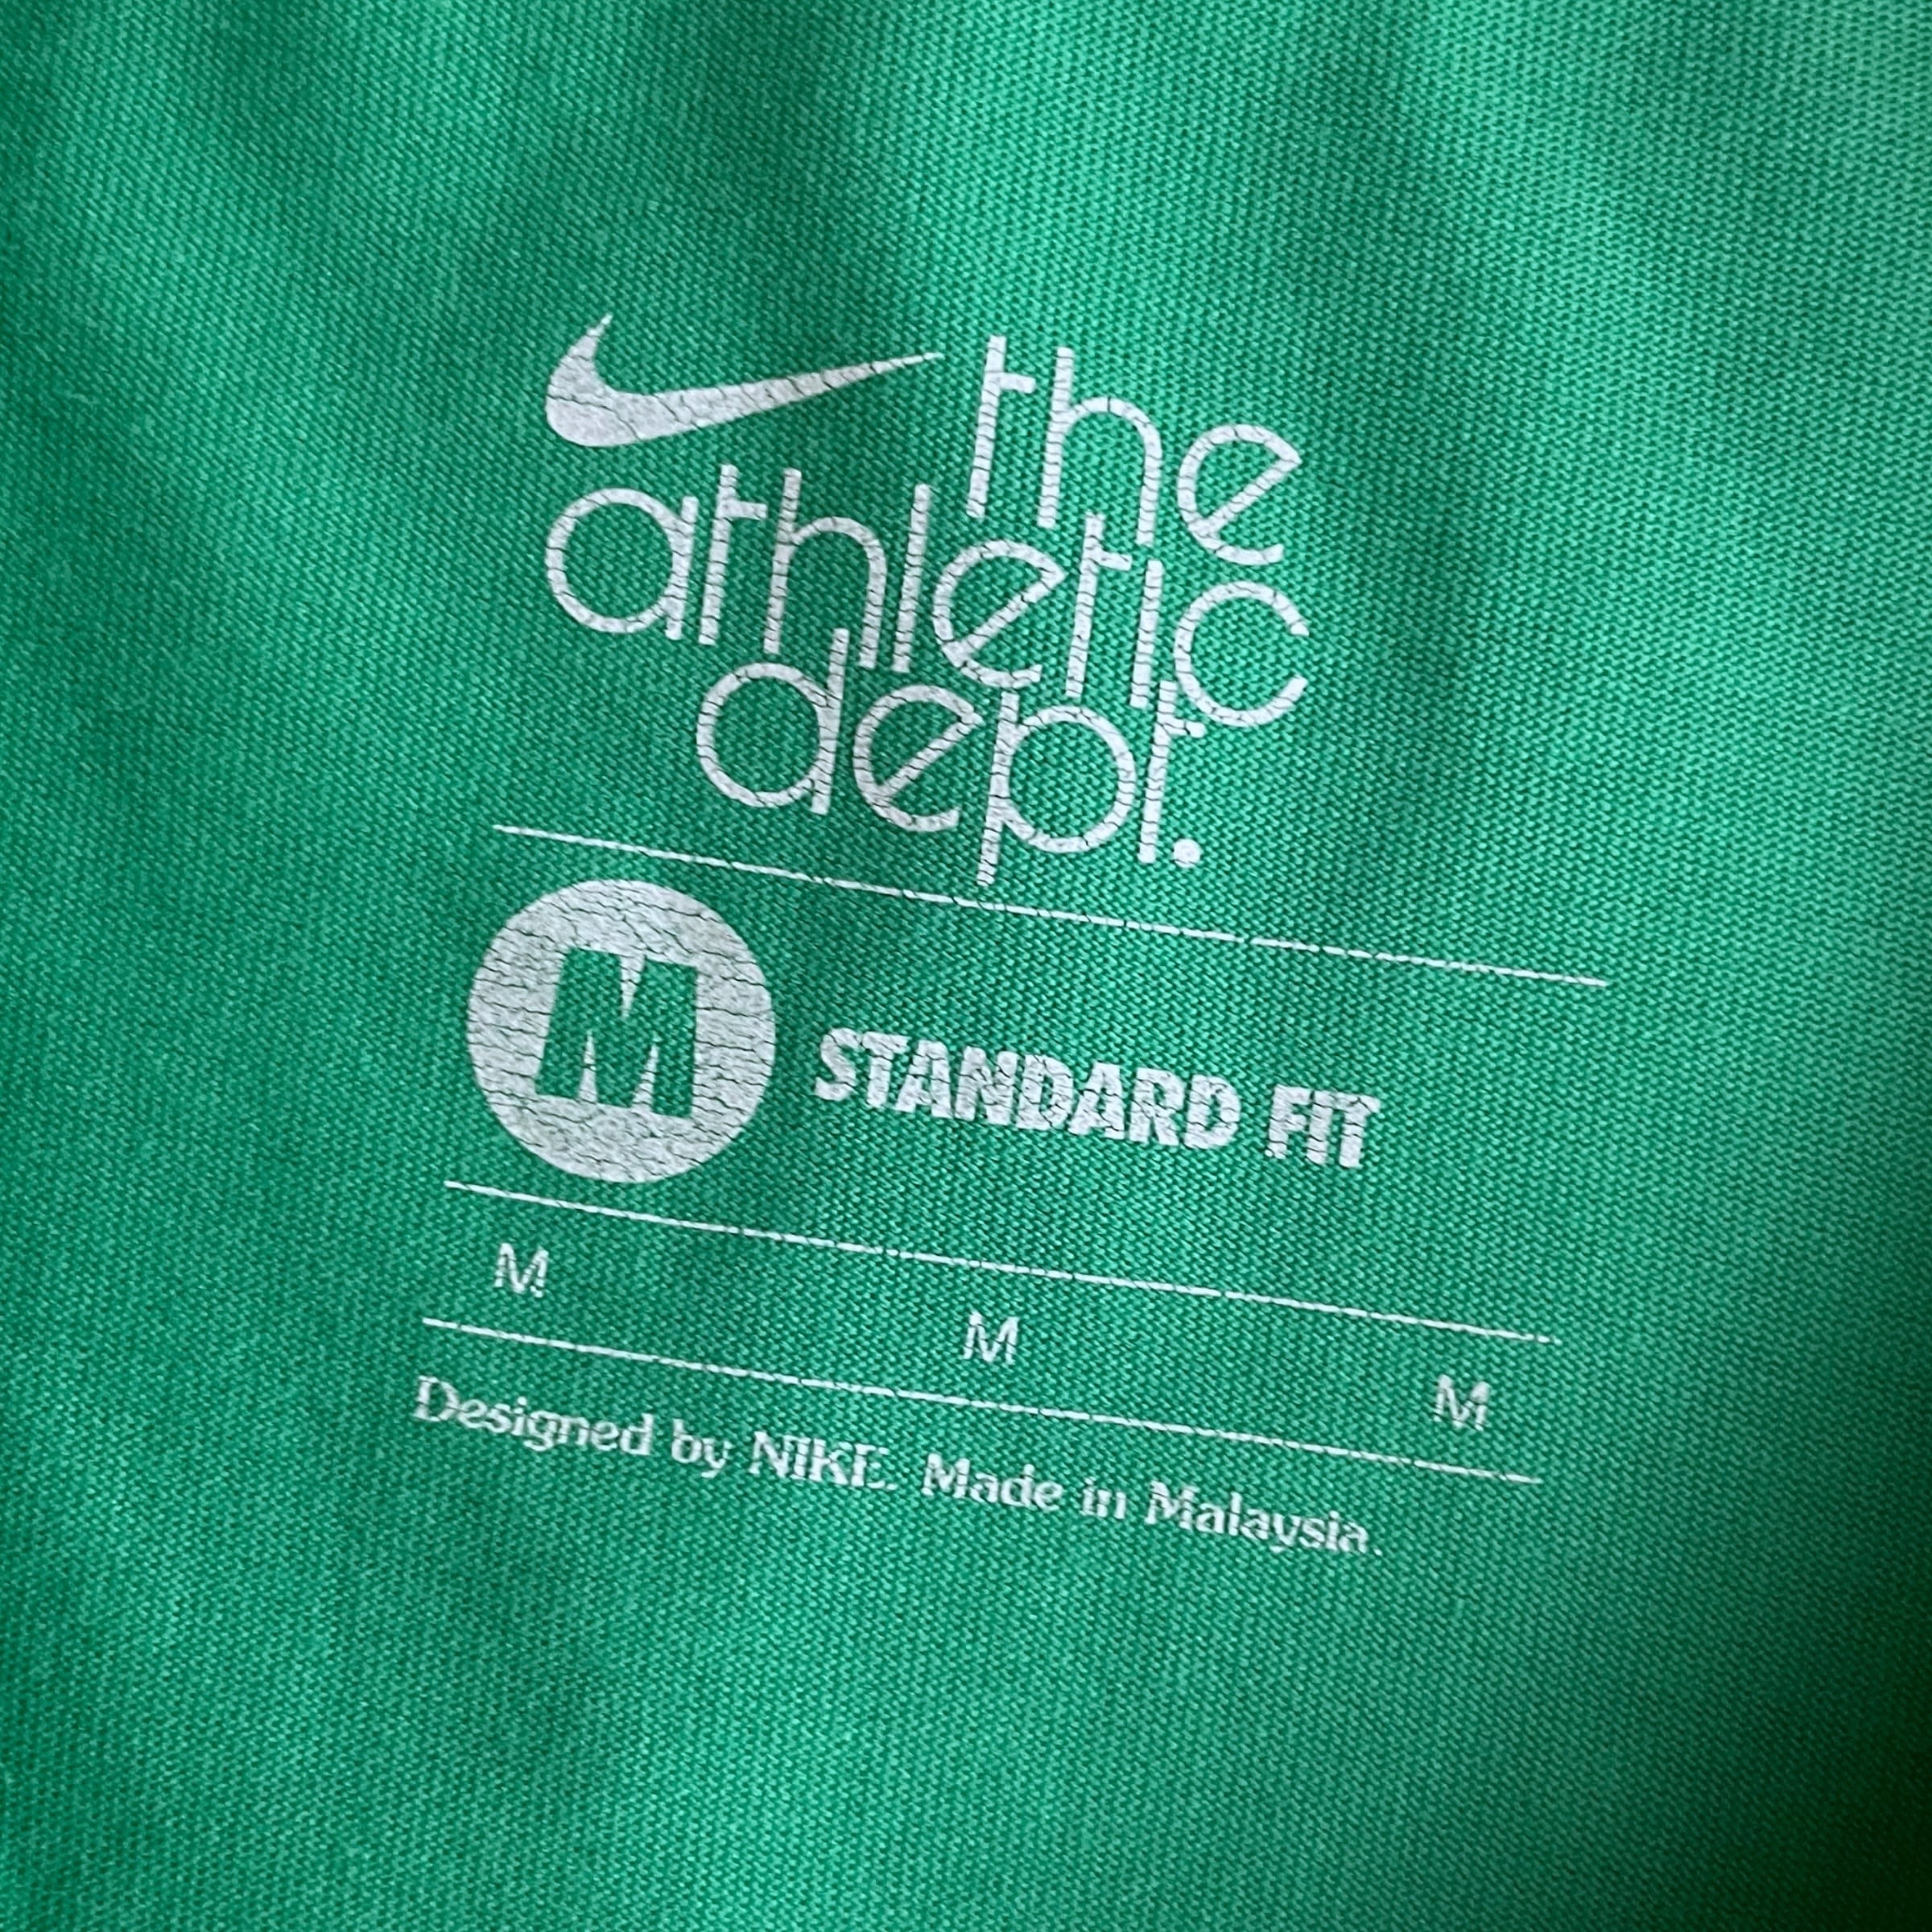 the
athletic
dept.
M STANDARD FIT
M M M
Designed by NIKE. Made in Malaysia.